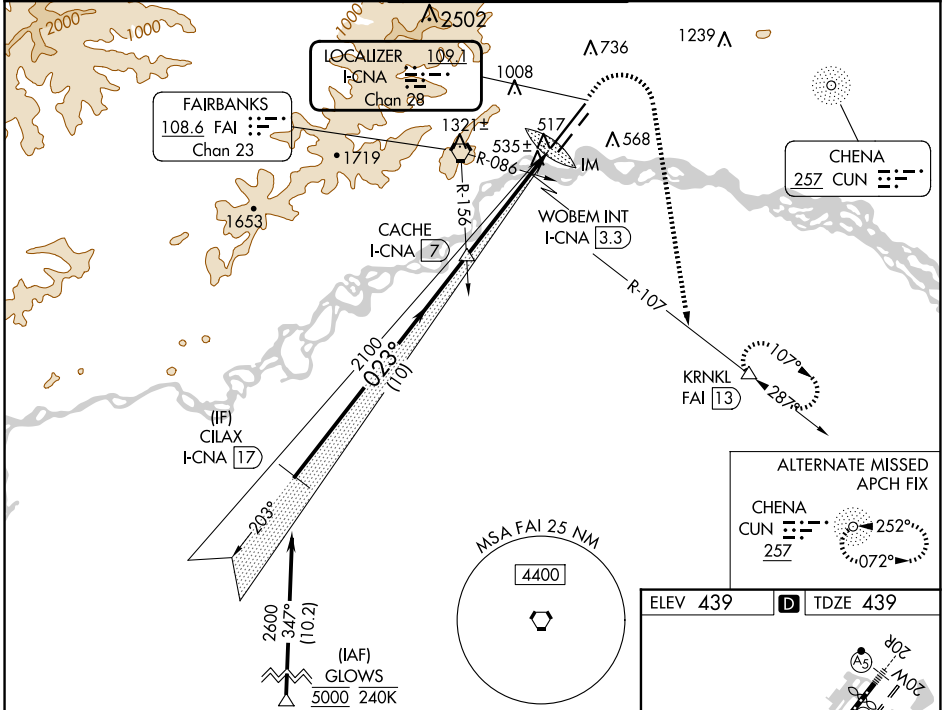 2000
1000
1000
2502
LOCALIZER 109.1
I-CNA
Chan 28
1008
736
1239
FAIRBANKS
108.6 FAI
Chan 23
1321±
517
535±
568
IM
R-086
R-156
1719
1653
CHENA
257 CUN
CACHE
I-CNA 7
WOBEM INT
I-CNA 3.3
R-107
2100
023°
(10)
KRNKL
FAI 13
107°
287°
(IF)
CILAX
I-CNA 17
203°
2600
347°
(10.2)
(IAF)
GLOWS
5000 240K
MSA FAI 25 NM
4400
ALTERNATE MISSED
APCH FIX
CHENA
CUN
257
252°
072°
ELEV 439 D TDZE 439
A5
20R
20W